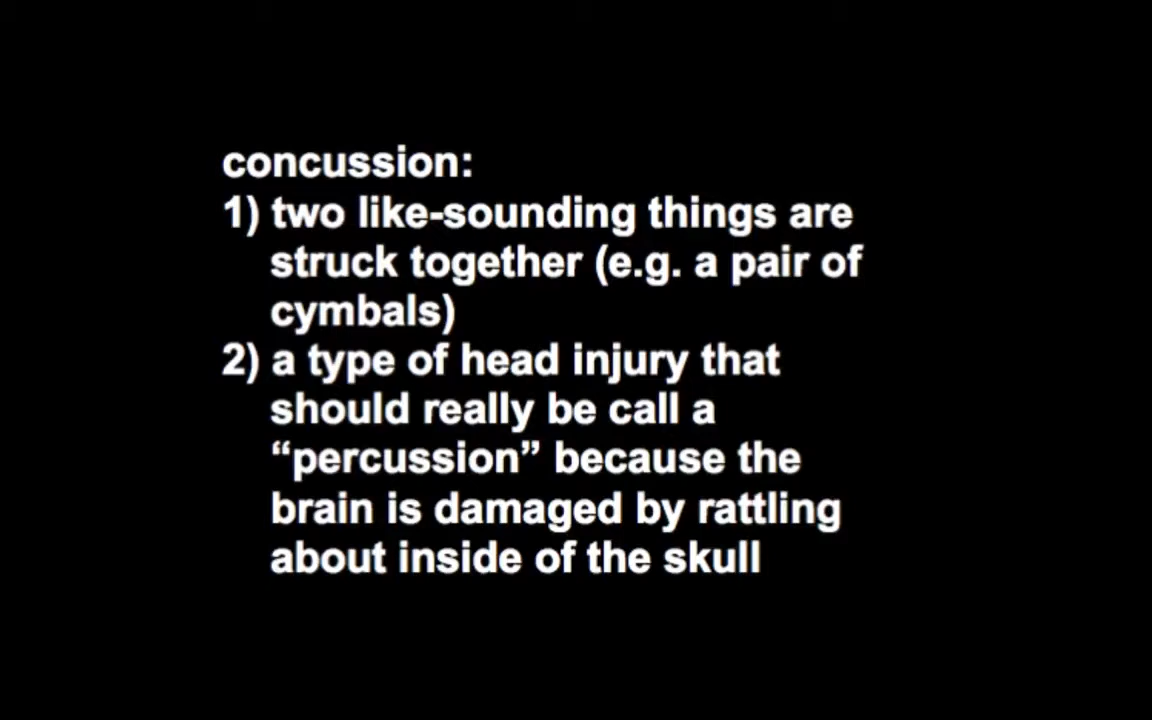 concussion:
1) two like-sounding things are
struck together (e.g. a pair of
cymbals)
2) a type of head injury that
should really be call a
“percussion” because the
brain is damaged by rattling
about inside of the skull